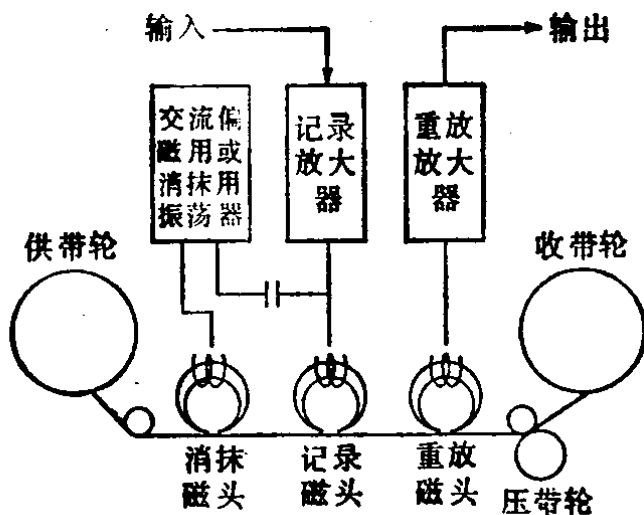 输入
输出
交流偏
磁用或
消抹用
振荡器
记录
放大
器
重放
放大
器
供带轮
收带轮
消抹
磁头
记录
磁头
重放
磁头
压带轮